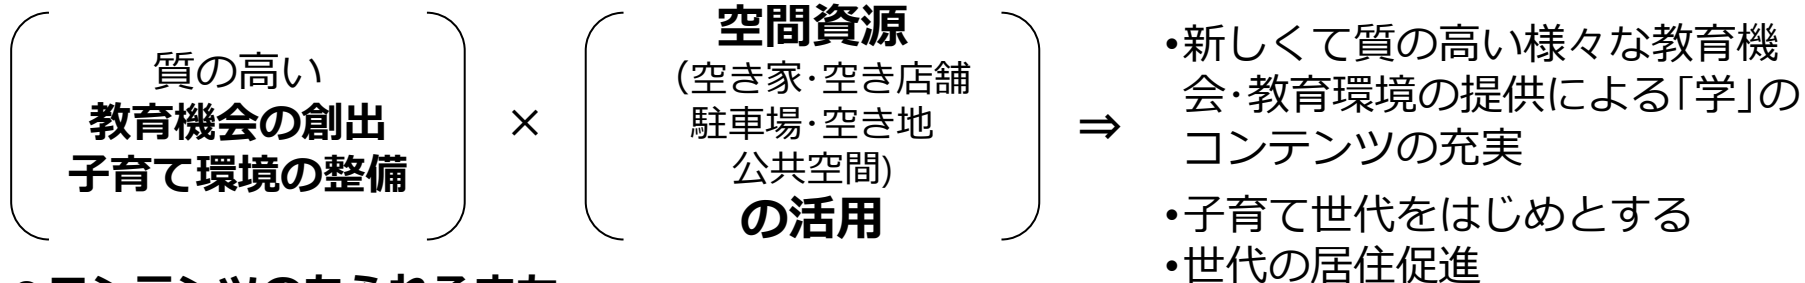 質の高い
教育機会の創出
子育て環境の整備
×
空間資源
(空き家･空き店舗
駐車場･空き地
公共空間)
の活用
⇒
•新しくて質の高い様々な教育機
会･教育環境の提供による｢学｣の
コンテンツの充実
•子育て世代をはじめとする
•世代の居住促進